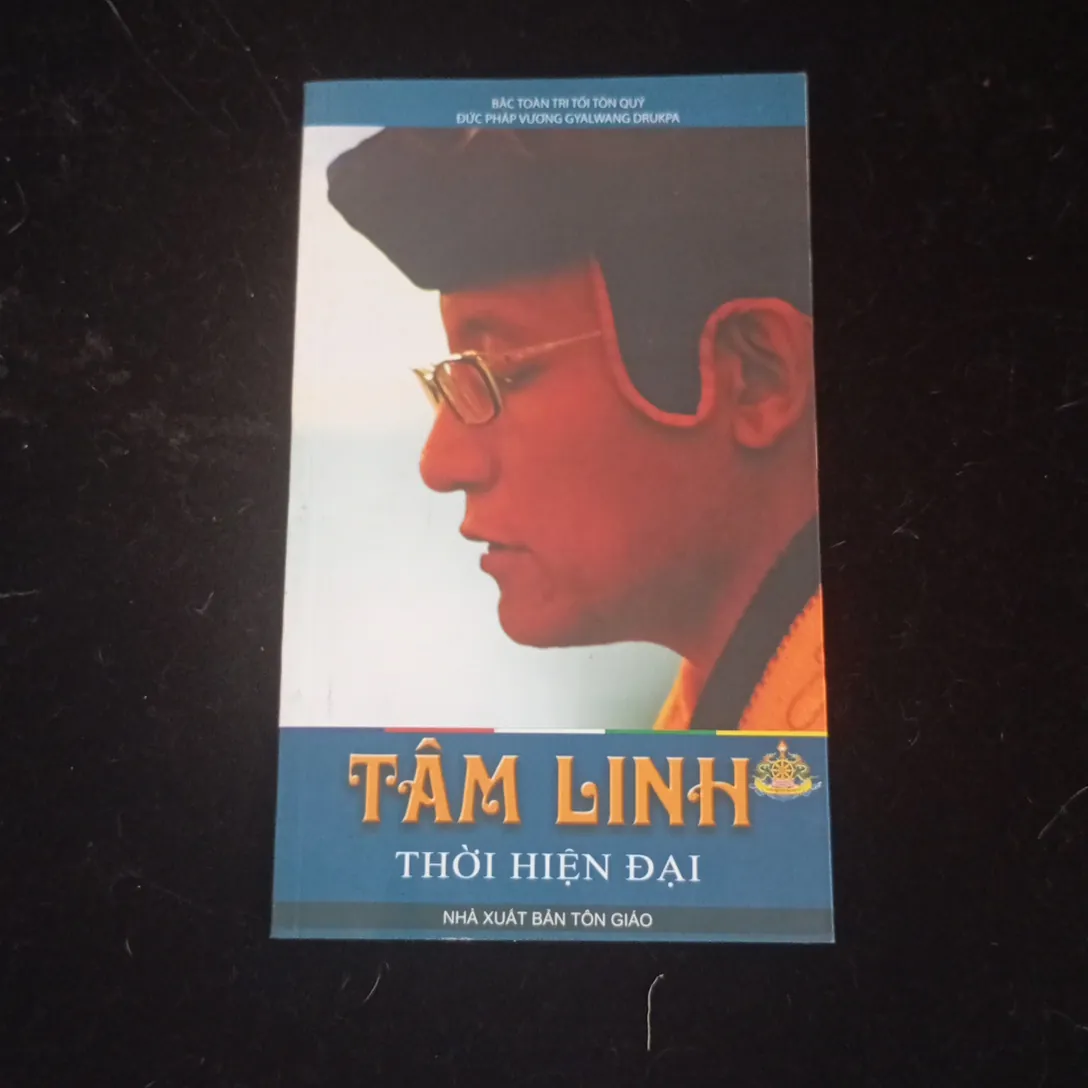 BẬC TOÀN TRI TỐI TÔN QUÝ
ĐỨC PHÁP VƯƠNG GYALWANG DRUKPA
TÂM LINH
THỜI HIỆN ĐẠI
NHÀ XUẤT BẢN TÔN GIÁO